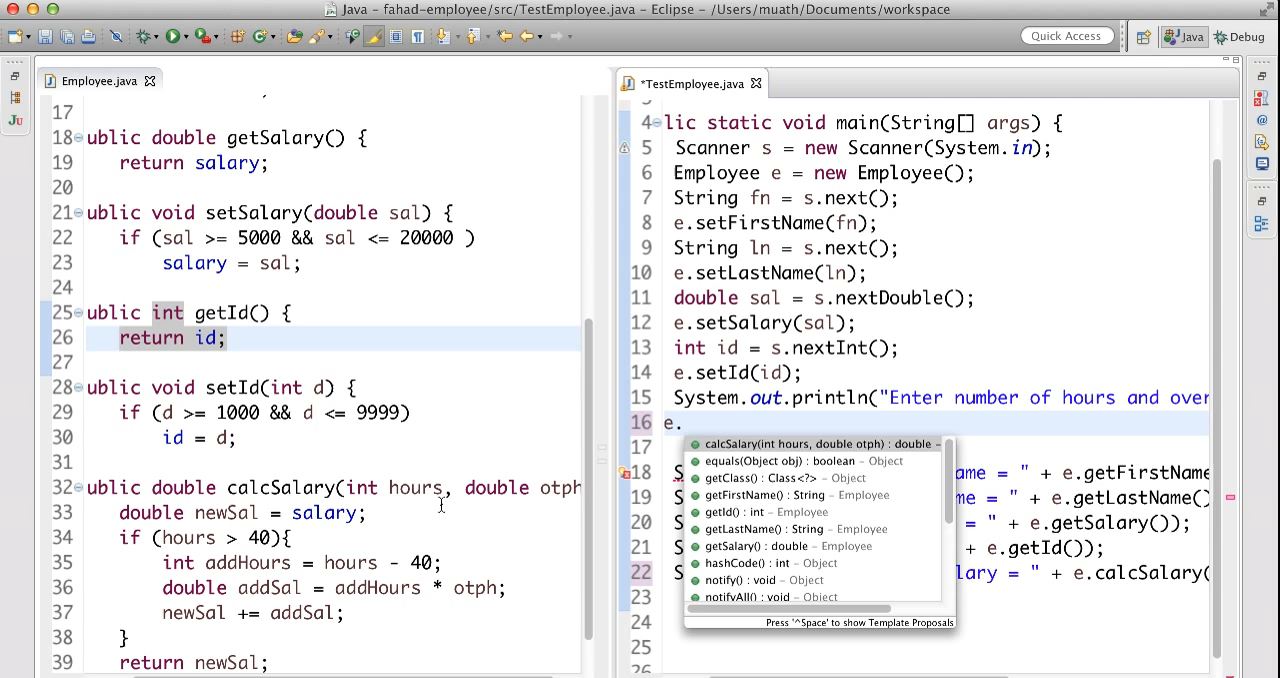 Java – fahad-employee/src/TestEmployee.java – Eclipse – /Users/muath/Documents/workspace
Quick Access
Java
Debug
Employee.java
17
18 ublic double getSalary() {
19 return salary;
20
21 ublic void setSalary(double sal) {
22 if (sal >= 5000 && sal <= 20000 )
23 salary = sal;
24
25 ublic int getId() {
26 return id;
27
28 ublic void setId(int d) {
29 if (d >= 1000 && d <= 9999)
30 id = d;
31
32 ublic double calcSalary(int hours, double otph
33 double newSal = salary;
34 if (hours > 40){
35 int addHours = hours - 40;
36 double addSal = addHours * otph;
37 newSal += addSal;
38 }
39 return newSal;
*TestEmployee.java
4 lic static void main(String[] args) {
5 Scanner s = new Scanner(System.in);
6 Employee e = new Employee();
7 String fn = s.next();
8 e.setFirstName(fn);
9 String ln = s.next();
10 e.setLastName(ln);
11 double sal = s.nextDouble();
12 e.setSalary(sal);
13 int id = s.nextInt();
14 e.setId(id);
15 System.out.println("Enter number of hours and over
16 e.
17
18 S ame = " + e.getFirstName
19 S me = " + e.getLastName()
20 S = " + e.getSalary());
21 S + e.getId());
22 S lary = " + e.calcSalary(
23
24
25
26
calcSalary(int hours, double otph) : double –
equals(Object obj) : boolean – Object
getClass() : Class<?> – Object
getFirstName() : String – Employee
getId() : int – Employee
getLastName() : String – Employee
getSalary() : double – Employee
hashCode() : int – Object
notify() : void – Object
notifyAll() : void – Object
Press '^Space' to show Template Proposals